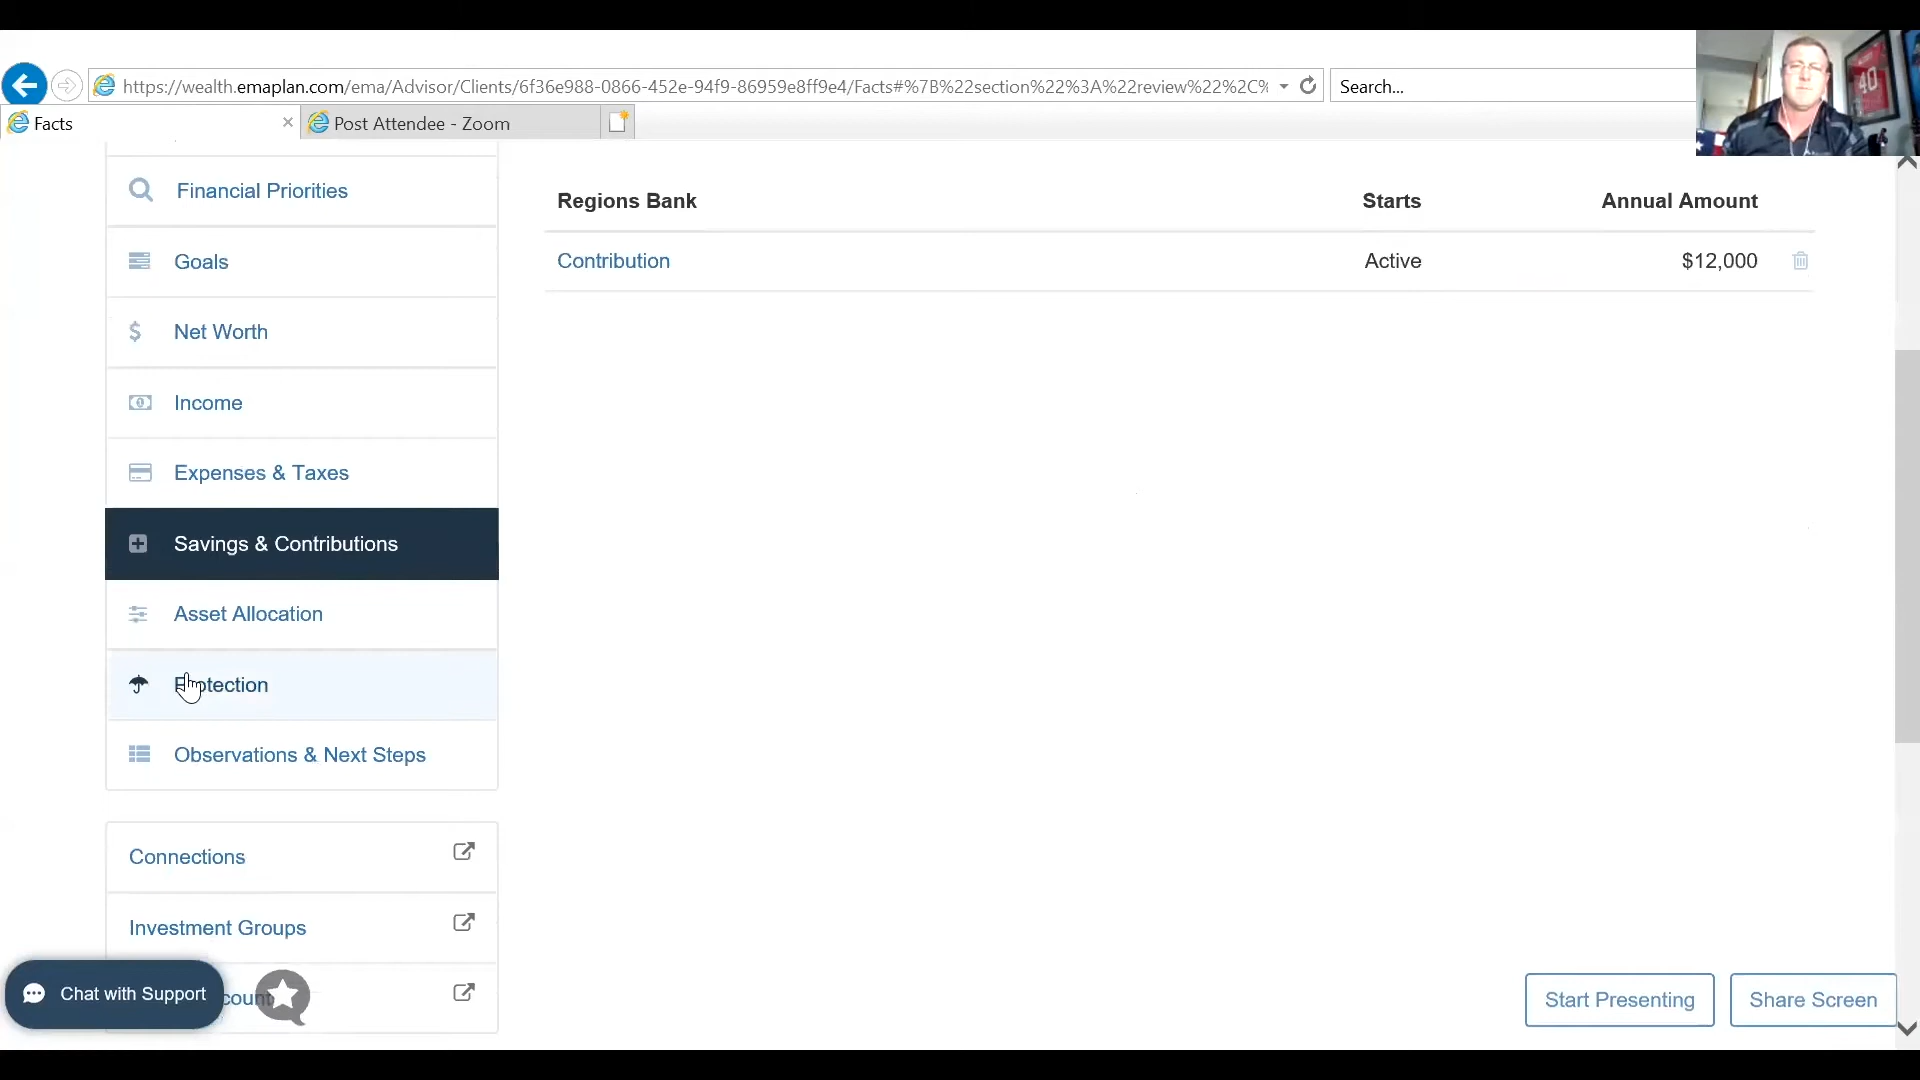 https://wealth.emaplan.com/ema/Advisor/Clients/6f36e988-0866-452e-94f9-86959e8ff9e4/Facts#%7B%22section%22%3A%22review%22%2C%
Search...
Facts
Post Attendee - Zoom
40
Financial Priorities
Goals
Net Worth
Income
Expenses & Taxes
Savings & Contributions
Asset Allocation
Protection
Observations & Next Steps
Connections
Investment Groups
Chat with Support
Regions Bank Starts Annual Amount
Contribution Active $12,000
Start Presenting
Share Screen